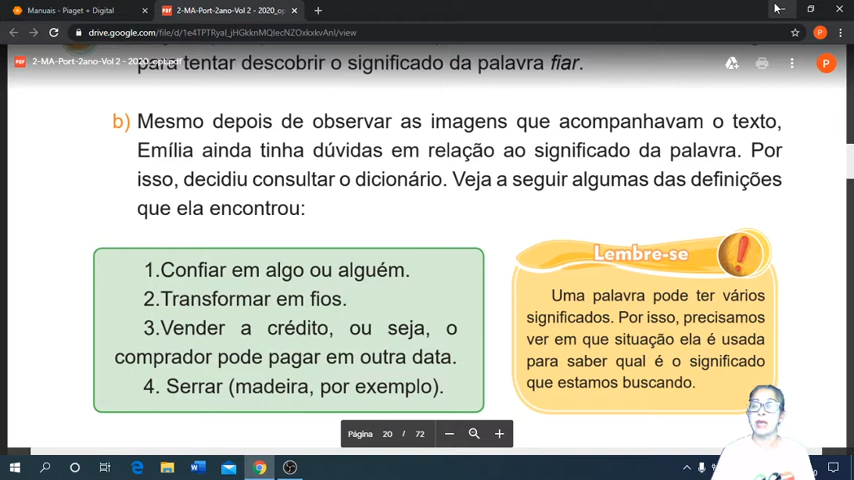 Manuais - Piaget + Digital
2-MA-Port-2ano-Vol 2 - 2020_op
drive.google.com/file/d/1e4TPTRyal_jHGkknMQlecNZOxkxkvAnI/view
para tentar descobrir o significado da palavra fiar.
2-MA-Port-2ano-Vol 2 - 2020_opt.pdf
P
b) Mesmo depois de observar as imagens que acompanhavam o texto,
Emília ainda tinha dúvidas em relação ao significado da palavra. Por
isso, decidiu consultar o dicionário. Veja a seguir algumas das definições
que ela encontrou:
1.Confiar em algo ou alguém.
2.Transformar em fios.
3.Vender a crédito, ou seja, o
comprador pode pagar em outra data.
4. Serrar (madeira, por exemplo).
Lembre-se
Uma palavra pode ter vários
significados. Por isso, precisamos
ver em que situação ela é usada
para saber qual é o significado
que estamos buscando.
Página 20 / 72